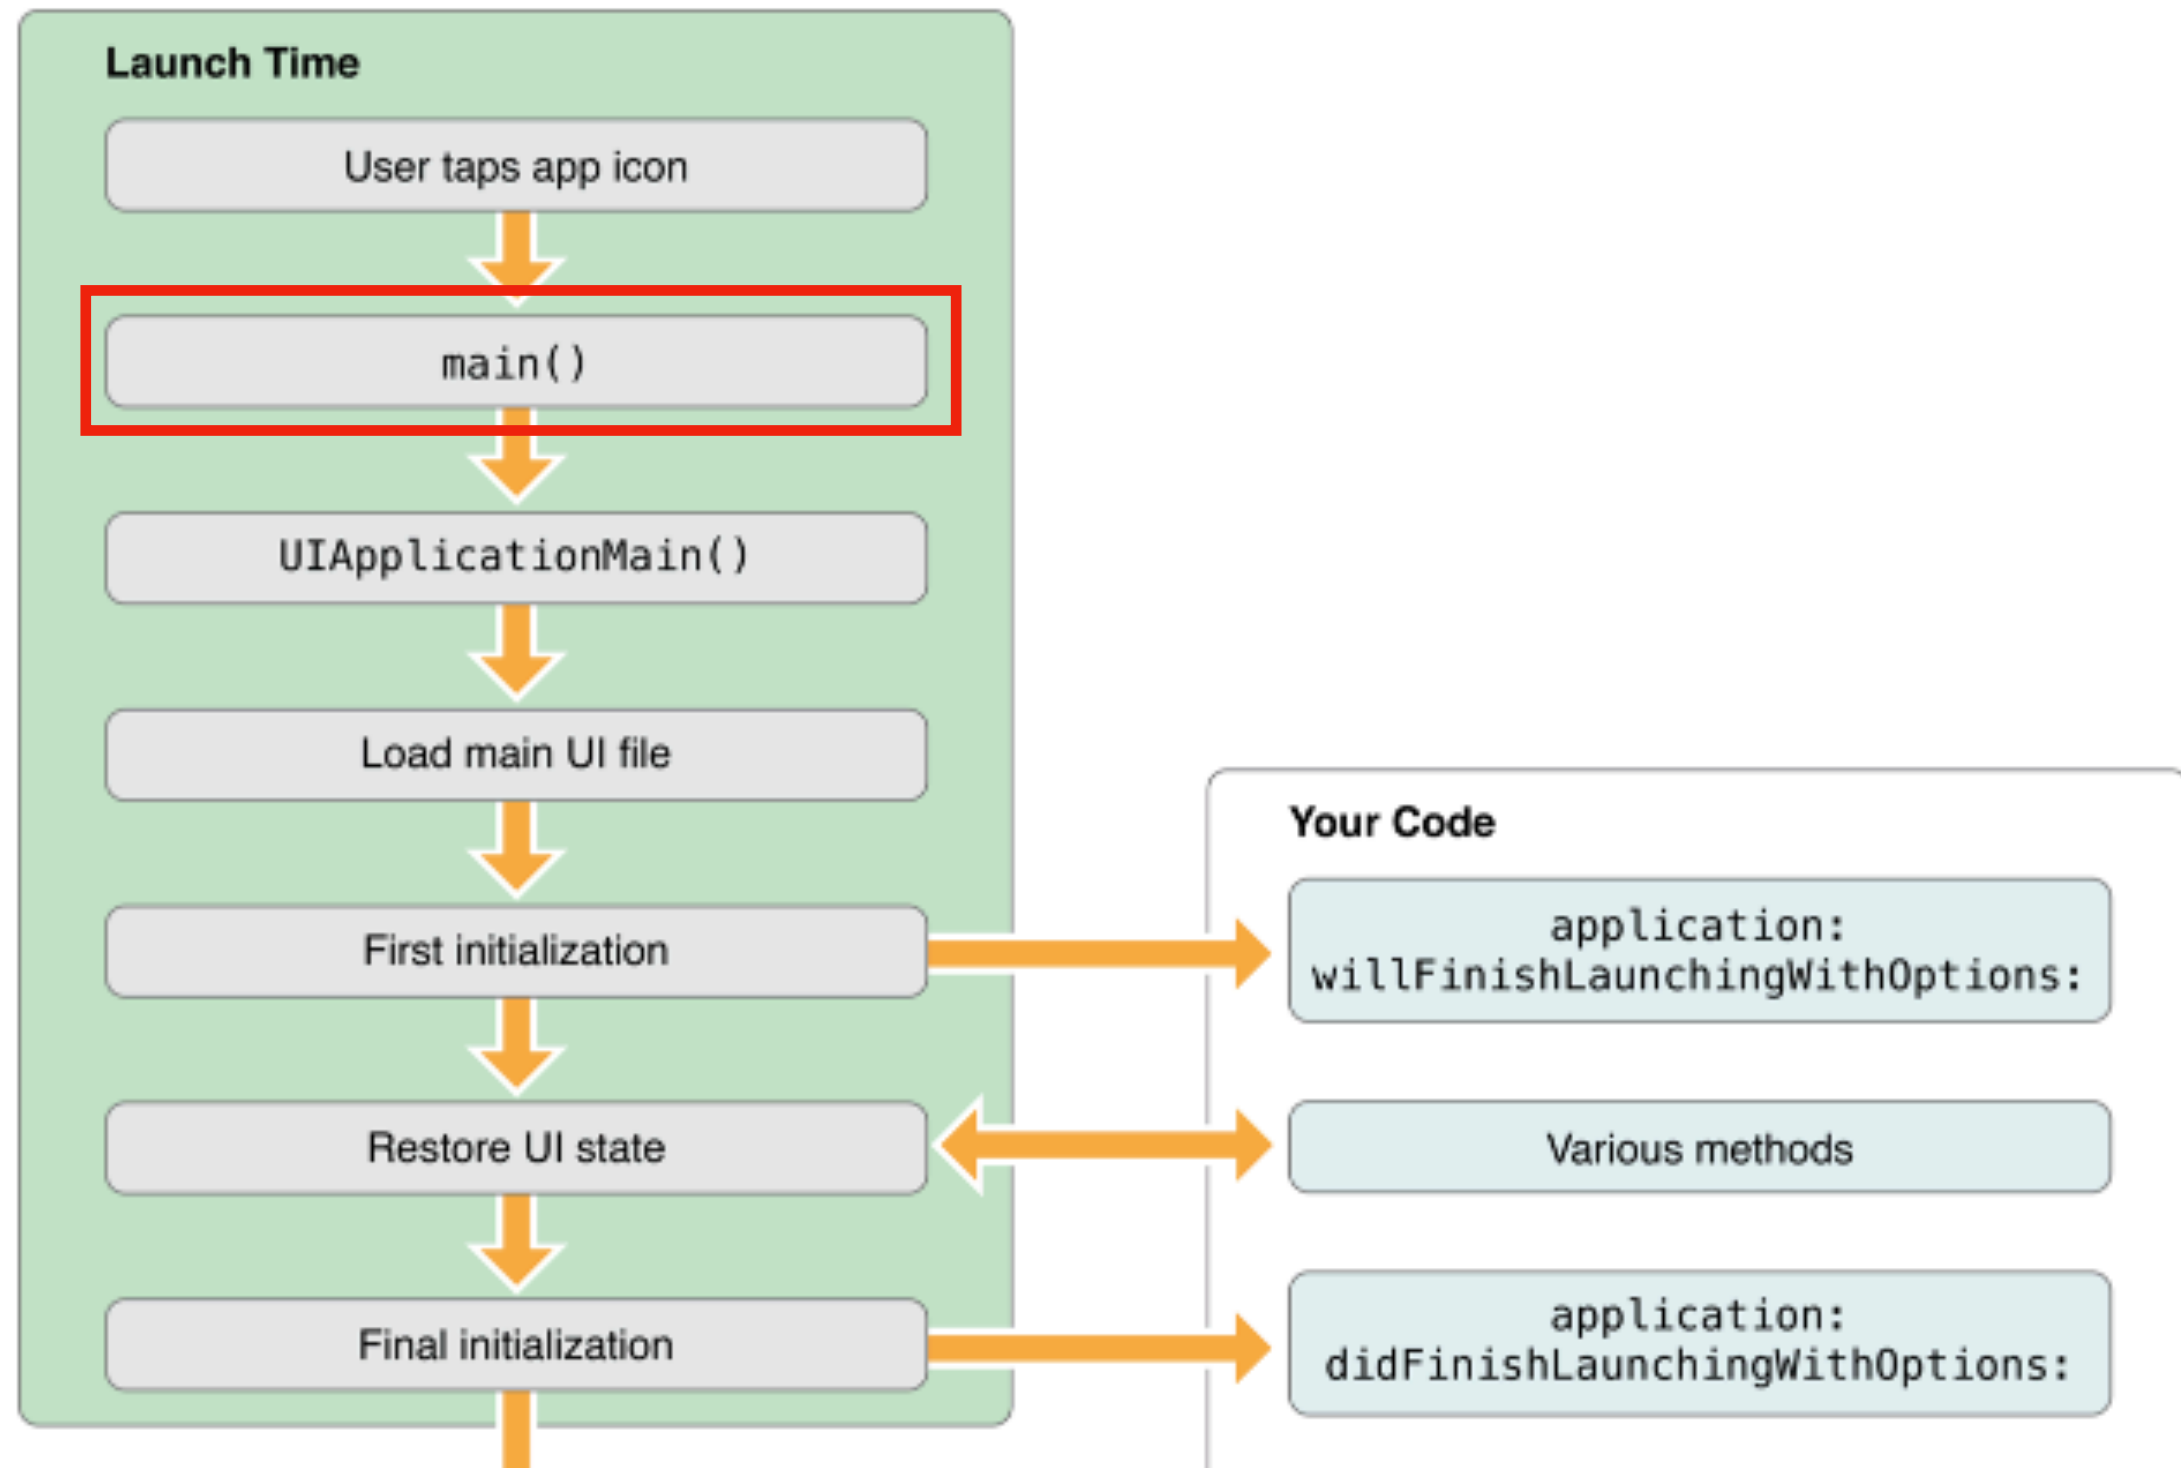 Launch Time
User taps app icon
main()
UIApplicationMain()
Load main UI file
First initialization
Restore UI state
Final initialization
Your Code
application:
willFinishLaunchingWithOptions:
Various methods
application:
didFinishLaunchingWithOptions: